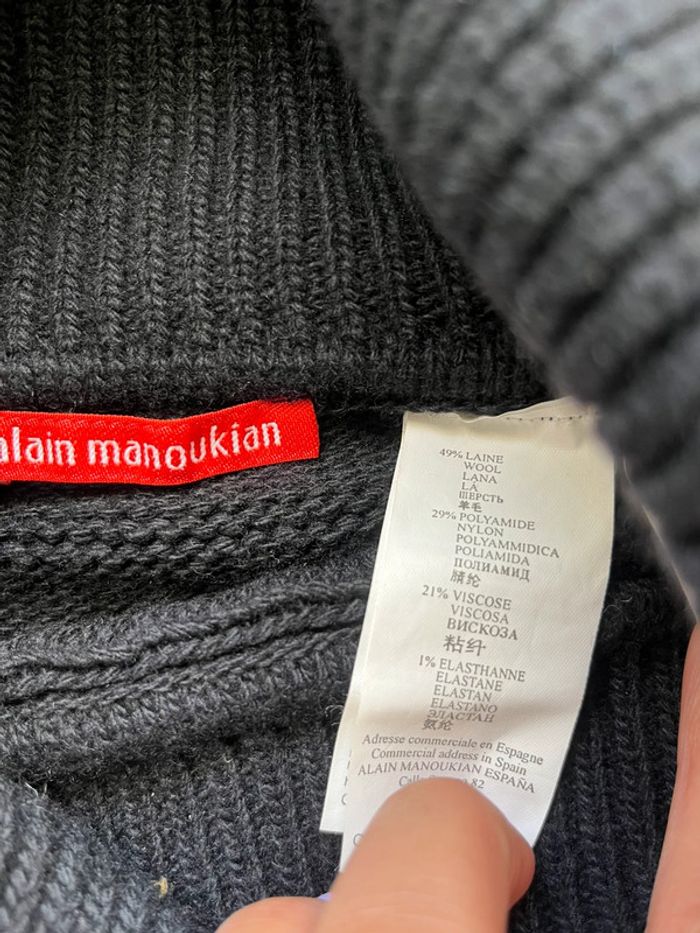 alain manoukian
49% LAINE
WOOL
LANA
LÃ
ШЕРСТЬ
羊毛
29% POLYAMIDE
NYLON
POLYAMMIDICA
POLIAMIDA
ПОЛИАМИД
腈纶
21% VISCOSE
VISCOSA
ВИСКОЗА
粘纤
1% ELASTHANNE
ELASTANE
ELASTAN
ELASTANO
ЭЛАСТАН
氨纶
Adresse commerciale en Espagne
Commercial address in Spain
ALAIN MANOUKIAN ESPAÑA
82